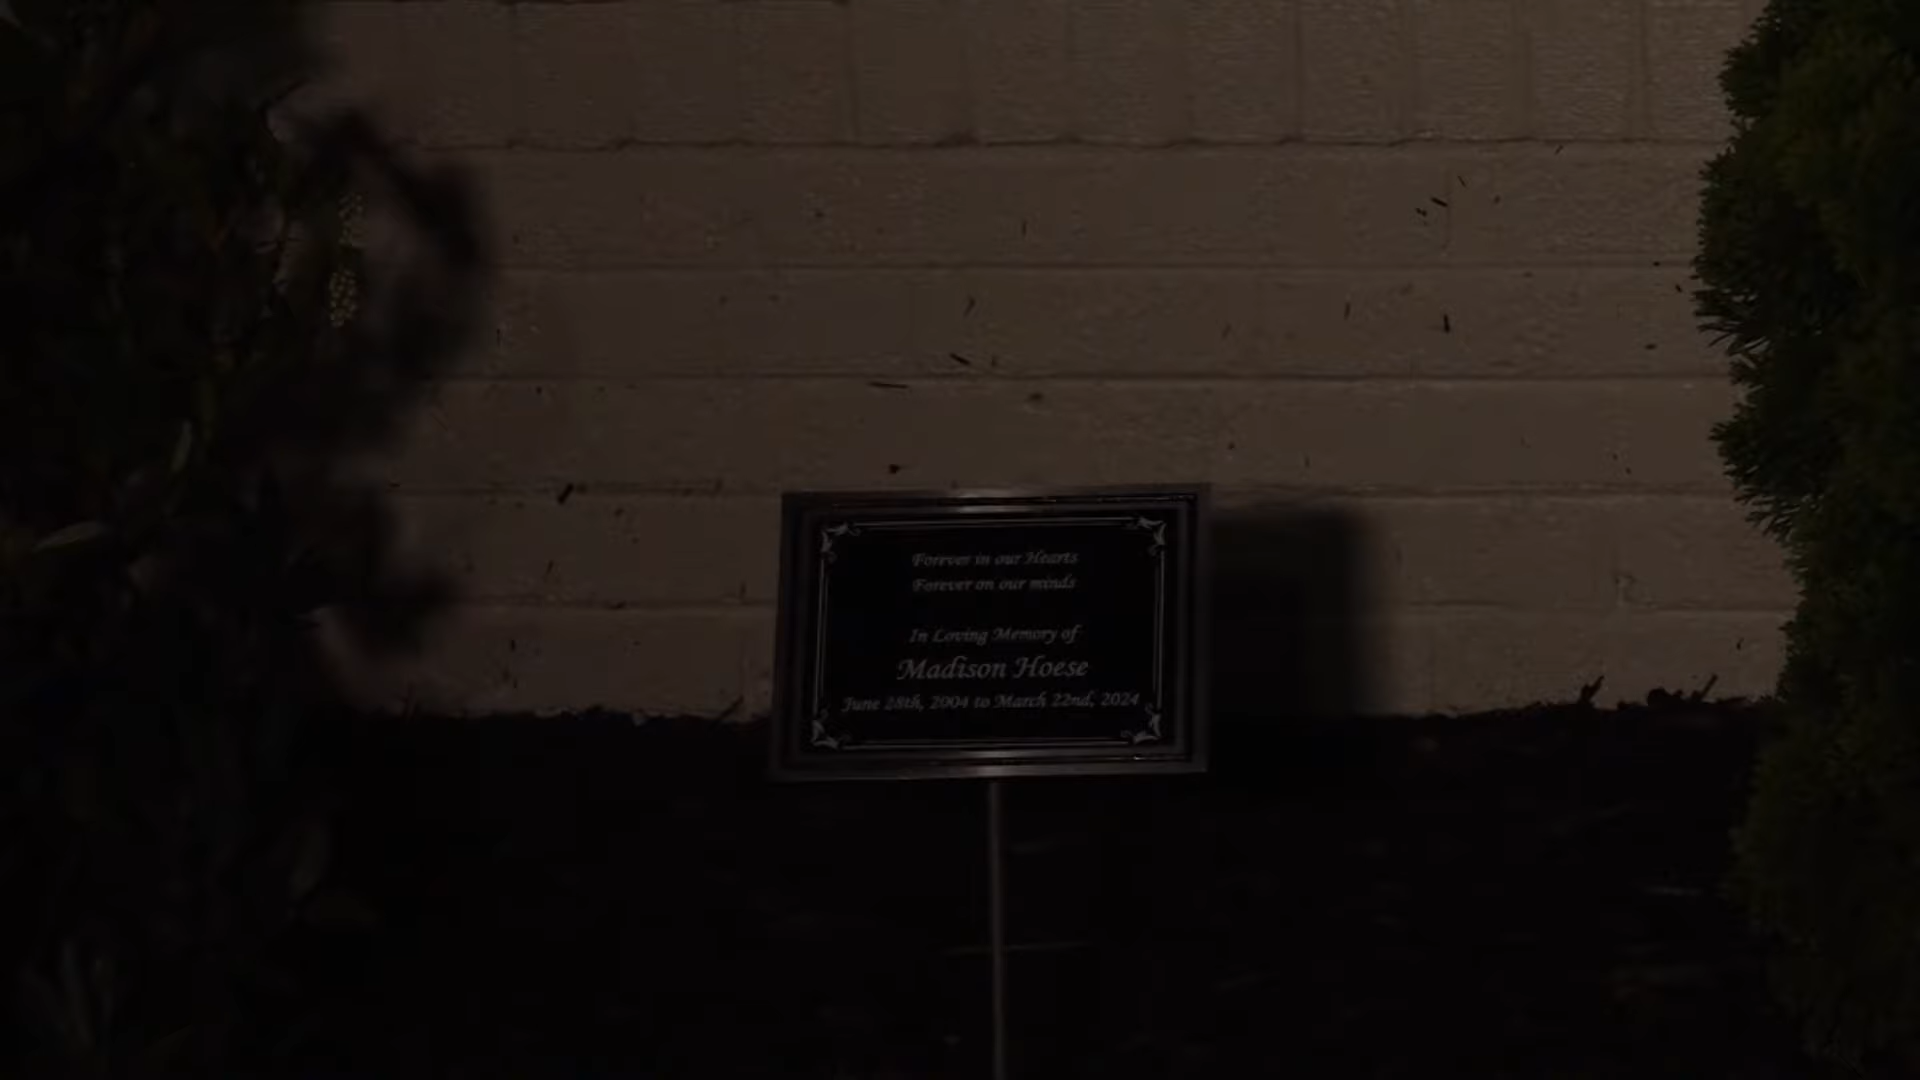 Forever in our Hearts
Forever on our minds
In Loving Memory of
Madison Hoese
June 28th, 2004 to March 22nd, 2024